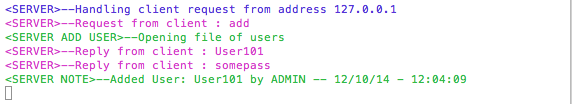 <SERVER>--Handling client request from address 127.0.0.1
<SERVER>--Request from client : add
<SERVER ADD USER>--Opening file of users
<SERVER>--Reply from client : User101
<SERVER>--Reply from client : somepass
<SERVER NOTE>--Added User: User101 by ADMIN -- 12/10/14 - 12:04:09